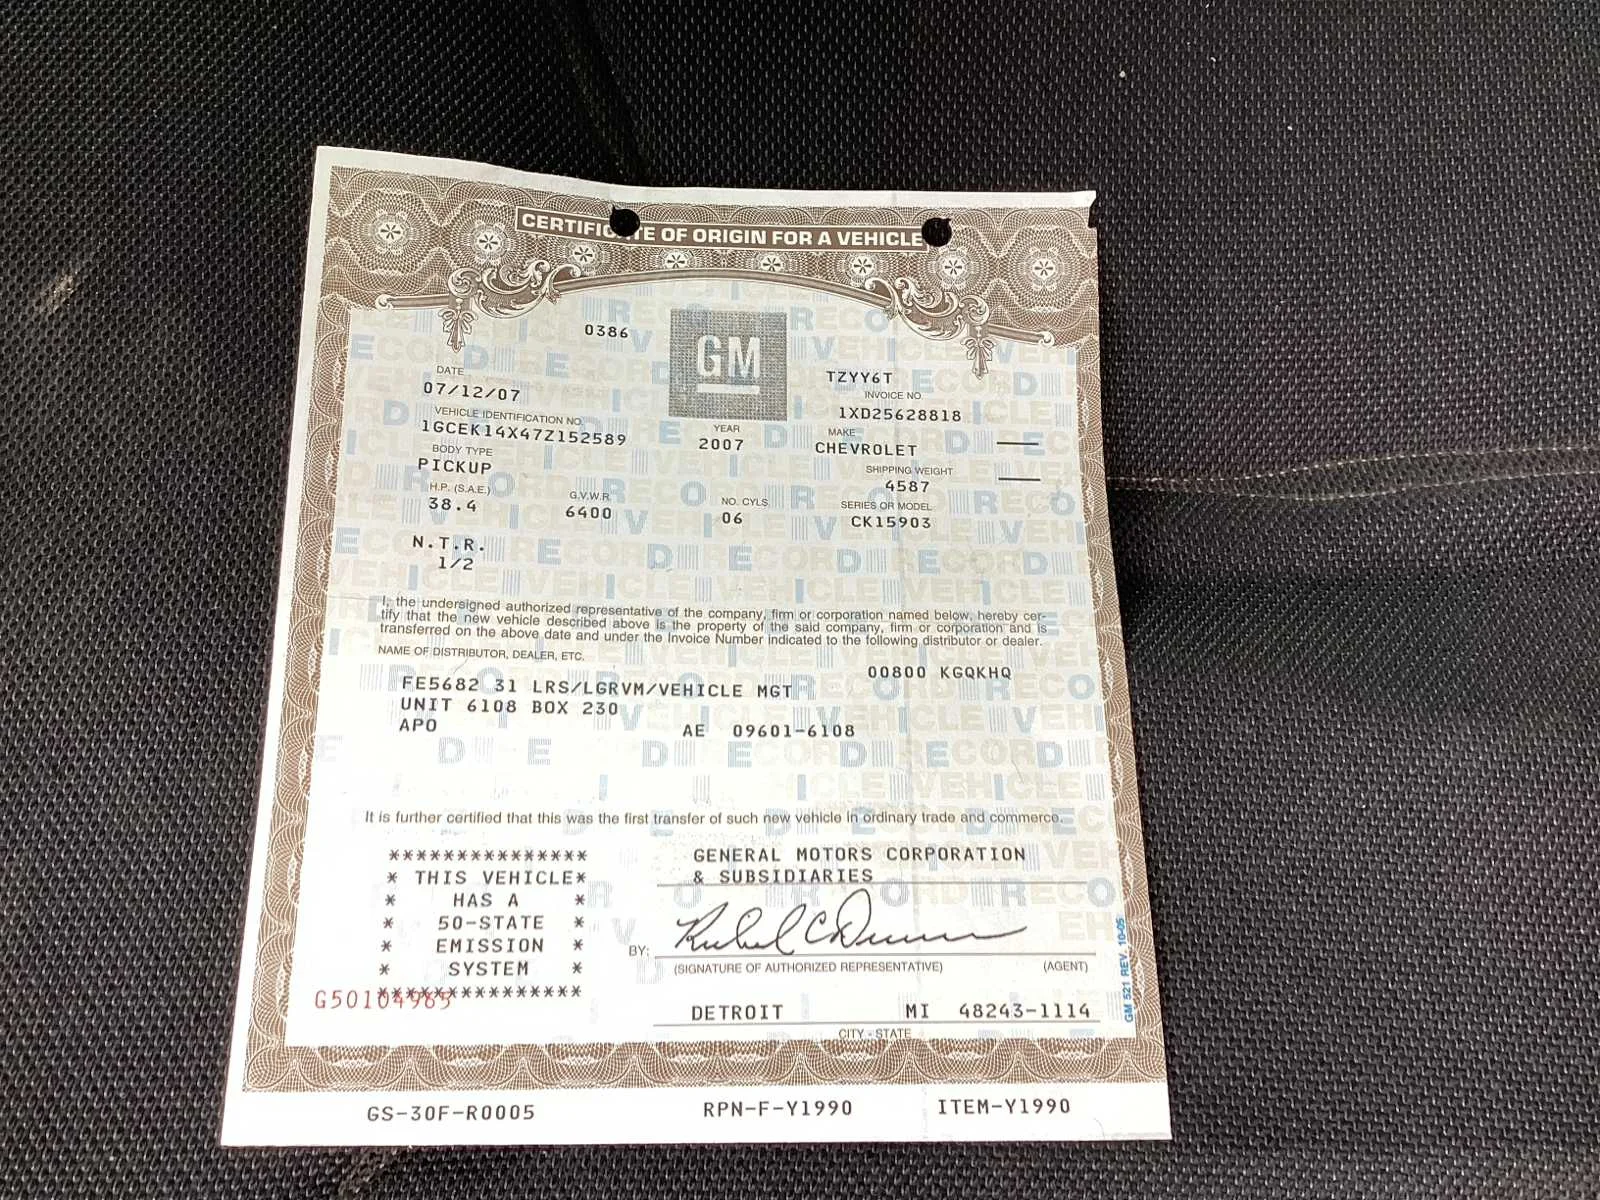 CERTIFICATE OF ORIGIN FOR A VEHICLE
0386
GM
TZYY6T
DATE
07/12/07
INVOICE NO.
1XD25628818
VEHICLE IDENTIFICATION NO.
1GCEK14X47Z152589
YEAR
2007
MAKE
CHEVROLET
BODY TYPE
PICKUP
SHIPPING WEIGHT
4587
H.P. (S.A.E.)
38.4
G.V.W.R.
6400
NO. CYLS.
06
SERIES OR MODEL
CK15903
N.T.R.
1/2
I, the undersigned authorized representative of the company, firm or corporation named below, hereby cer-
tify that the new vehicle described above is the property of the said company, firm or corporation and is
transferred on the above date and under the Invoice Number indicated to the following distributor or dealer.
NAME OF DISTRIBUTOR, DEALER, ETC.
00800 KGQKHQ
FE5682 31 LRS/LGRVM/VEHICLE MGT
UNIT 6108 BOX 230
APO AE 09601-6108
It is further certified that this was the first transfer of such new vehicle in ordinary trade and commerce.
***************
* THIS VEHICLE*
* HAS A *
* 50-STATE *
* EMISSION *
* SYSTEM *
***************
G50104965
GENERAL MOTORS CORPORATION
& SUBSIDIARIES
BY:
(SIGNATURE OF AUTHORIZED REPRESENTATIVE) (AGENT)
DETROIT MI 48243-1114
CITY - STATE
GM 521 REV. 10-05
GS-30F-R0005 RPN-F-Y1990 ITEM-Y1990